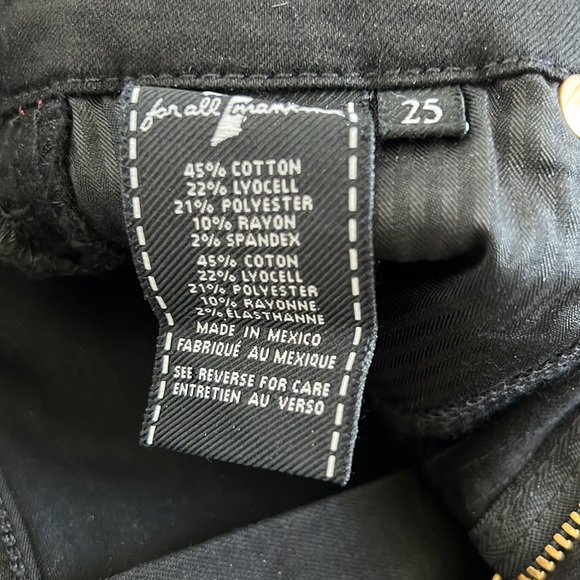 for all 7 mankind
25
45% COTTON
22% LYOCELL
21% POLYESTER
10% RAYON
2% SPANDEX
45% COTON
22% LYOCELL
21% POLYESTER
10% RAYONNE
2% ÉLASTHANNE
MADE IN MEXICO
FABRIQUÉ AU MEXIQUE
SEE REVERSE FOR CARE
ENTRETIEN AU VERSO